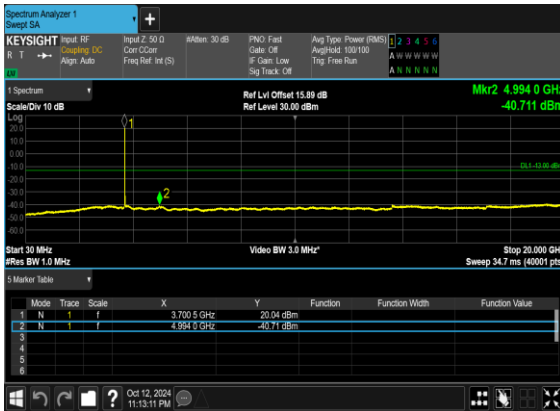 Spectrum Analyzer 1
Swept SA
+
KEYSIGHT Input: RF Input Z: 50 Ω #Atten: 30 dB PNO: Fast Avg Type: Power (RMS) 1 2 3 4 5 6
R T Coupling: DC Corr CCorr Gate: Off Avg|Hold: 100/100 A W W W W W
Align: Auto Freq Ref: Int (S) IF Gain: Low Trig: Free Run
Sig Track: Off A N N N N N
1 Spectrum Ref Lvl Offset 15.89 dB Mkr2 4.994 0 GHz
Scale/Div 10 dB Ref Level 30.00 dBm -40.711 dBm
Log
1
20.0
10.0
0.00
-10.0
DL1 -13.00 dBm
-20.0
-30.0
2
-40.0
-50.0
-60.0
Start 30 MHz Video BW 3.0 MHz* Stop 20.000 GHz
#Res BW 1.0 MHz Sweep 34.7 ms (40001 pts)
5 Marker Table
Mode Trace Scale X Y Function Function Width Function Value
1 N 1 f 3.700 5 GHz 20.04 dBm
2 N 1 f 4.994 0 GHz -40.71 dBm
3
4
5
6
? Oct 12, 2024
11:13:11 PM